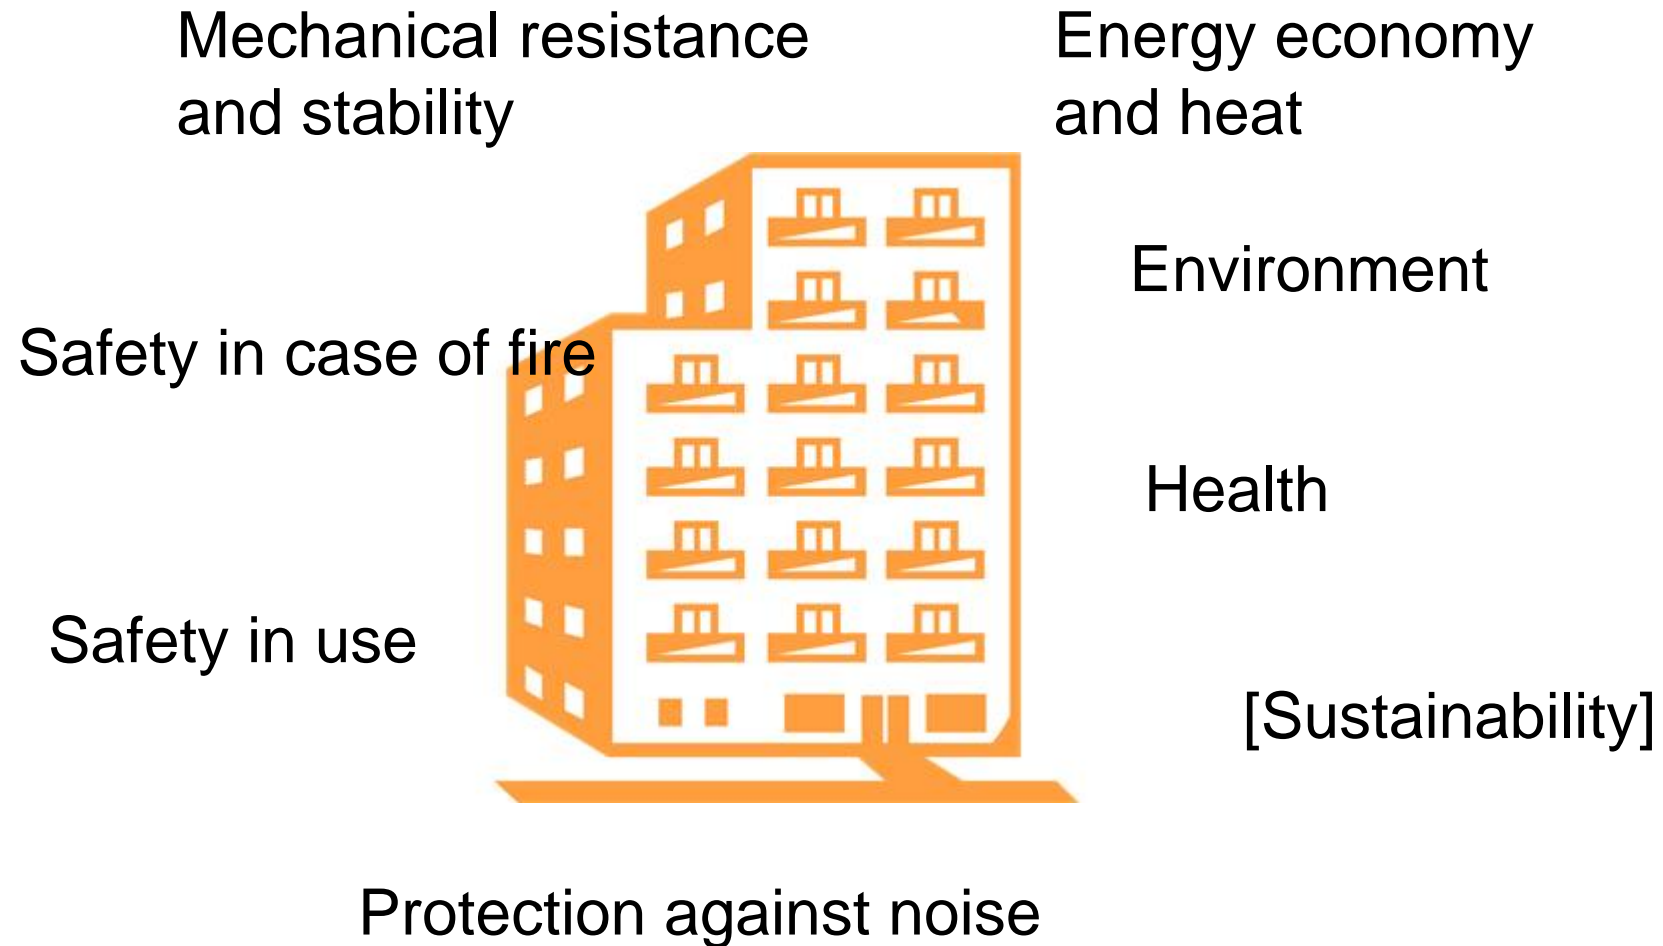 Mechanical resistance
and stability
Energy economy
and heat
Environment
Safety in case of fire
Health
Safety in use
[Sustainability]
Protection against noise